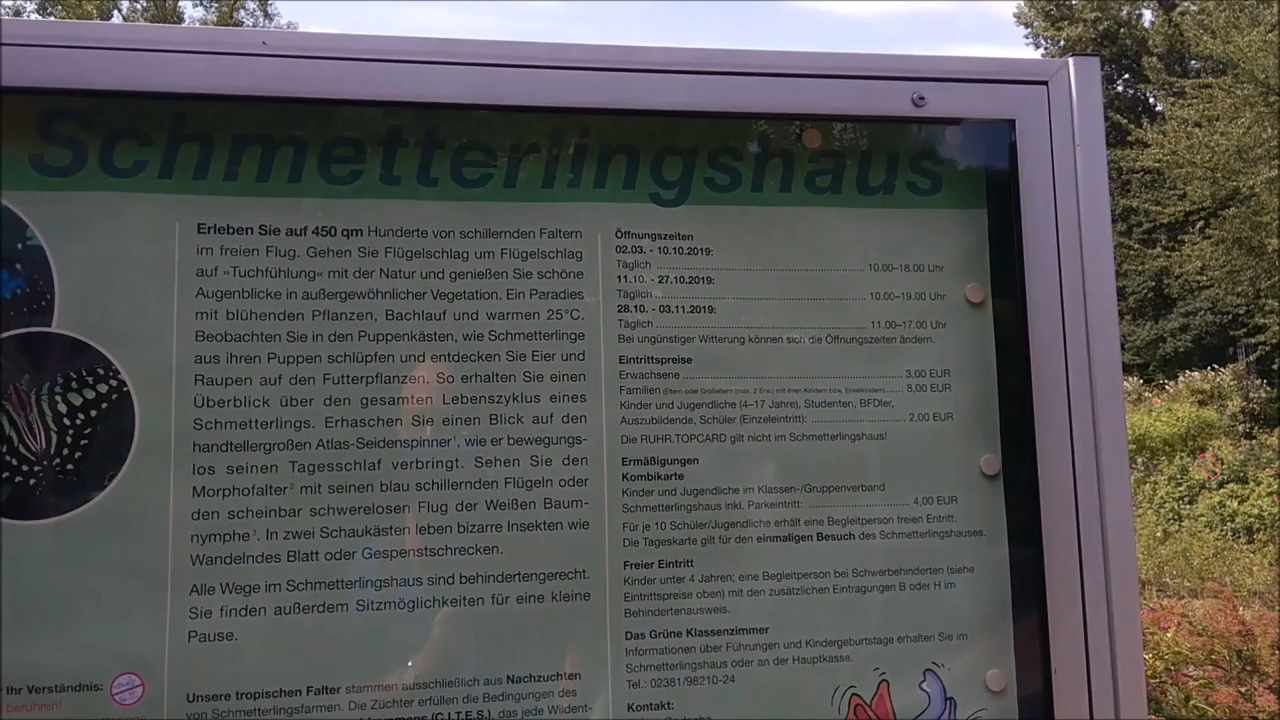 Schmetterlingshaus
Erleben Sie auf 450 qm Hunderte von schillernden Faltern
im freien Flug. Gehen Sie Flügelschlag um Flügelschlag
auf »Tuchfühlung« mit der Natur und genießen Sie schöne
Augenblicke in außergewöhnlicher Vegetation. Ein Paradies
mit blühenden Pflanzen, Bachlauf und warmen 25°C.
Beobachten Sie in den Puppenkästen, wie Schmetterlinge
aus ihren Puppen schlüpfen und entdecken Sie Eier und
Raupen auf den Futterpflanzen. So erhalten Sie einen
Überblick über den gesamten Lebenszyklus eines
Schmetterlings. Erhaschen Sie einen Blick auf den
handtellergroßen Atlas-Seidenspinner¹, wie er bewegungs-
los seinen Tagesschlaf verbringt. Sehen Sie den
Morphofalter² mit seinen blau schillernden Flügeln oder
den scheinbar schwerelosen Flug der Weißen Baum-
nymphe³. In zwei Schaukästen leben bizarre Insekten wie
Wandelndes Blatt oder Gespenstschrecken.
Alle Wege im Schmetterlingshaus sind behindertengerecht.
Sie finden außerdem Sitzmöglichkeiten für eine kleine
Pause.
Unsere tropischen Falter stammen ausschließlich aus Nachzuchten
von Schmetterlingsfarmen. Die Züchter erfüllen die Bedingungen des
(C.I.T.E.S.), das jede Wildent-
Öffnungszeiten
02.03. - 10.10.2019:
Täglich ........ 10.00–18.00 Uhr
11.10. - 27.10.2019:
Täglich ........ 10.00–19.00 Uhr
28.10. - 03.11.2019:
Täglich ........ 11.00–17.00 Uhr
Bei ungünstiger Witterung können sich die Öffnungszeiten ändern.
Eintrittspreise
Erwachsene ........ 3,00 EUR
Familien (Eltern oder Großeltern (max. 2 Erw.) mit ihren Kindern bzw. Enkelkindern) ..... 8,00 EUR
Kinder und Jugendliche (4–17 Jahre), Studenten, BFDler,
Auszubildende, Schüler (Einzeleintritt): ........ 2,00 EUR
Die RUHR.TOPCARD gilt nicht im Schmetterlingshaus!
Ermäßigungen
Kombikarte
Kinder und Jugendliche im Klassen-/Gruppenverband
Schmetterlingshaus inkl. Parkeintritt: ........ 4,00 EUR
Für je 10 Schüler/Jugendliche erhält eine Begleitperson freien Entritt.
Die Tageskarte gilt für den einmaligen Besuch des Schmetterlingshauses.
Freier Eintritt
Kinder unter 4 Jahren; eine Begleitperson bei Schwerbehinderten (siehe
Eintrittspreise oben) mit den zusätzlichen Eintragungen B oder H im
Behindertenausweis.
Das Grüne Klassenzimmer
Informationen über Führungen und Kindergeburtstage erhalten Sie im
Schmetterlingshaus oder an der Hauptkasse.
Tel.: 02381/98210-24
Kontakt:
Ihr Verständnis:
berühren!